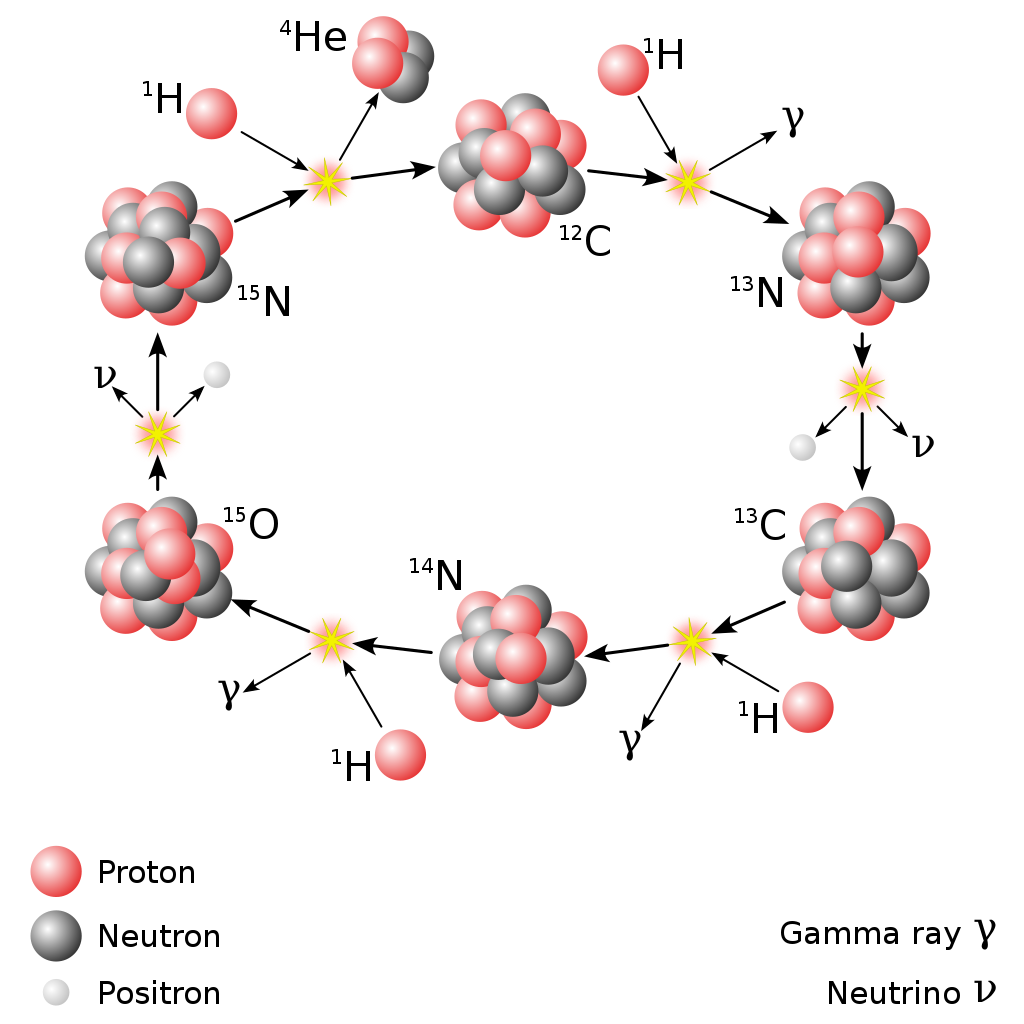 ⁴He
¹H
¹H
γ
¹²C
¹³N
¹⁵N
ν
ν
¹⁵O
¹³C
¹⁴N
γ
γ
¹H
¹H
Proton
Neutron
Gamma ray γ
Positron
Neutrino ν